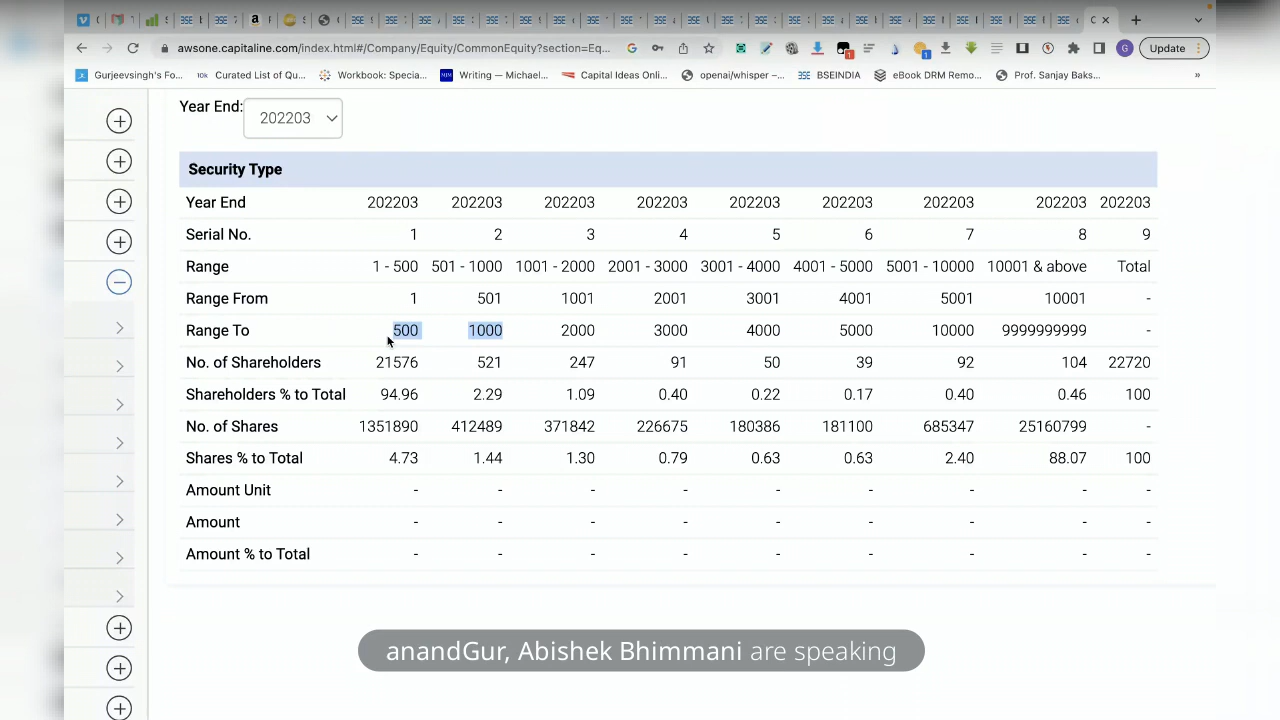 awsone.capitaline.com/index.html#/Company/Equity/CommonEquity?section=Eq...
Update
Gurjeevsingh's Fo...
Curated List of Qu...
Workbook: Specia...
Writing — Michael...
Capital Ideas Onli...
openai/whisper –...
BSEINDIA
eBook DRM Remo...
Prof. Sanjay Baks...
»
Year End: 202203
Security Type
Year End 202203 202203 202203 202203 202203 202203 202203 202203 202203
Serial No. 1 2 3 4 5 6 7 8 9
Range 1 - 500 501 - 1000 1001 - 2000 2001 - 3000 3001 - 4000 4001 - 5000 5001 - 10000 10001 & above Total
Range From 1 501 1001 2001 3001 4001 5001 10001 -
Range To 500 1000 2000 3000 4000 5000 10000 9999999999 -
No. of Shareholders 21576 521 247 91 50 39 92 104 22720
Shareholders % to Total 94.96 2.29 1.09 0.40 0.22 0.17 0.40 0.46 100
No. of Shares 1351890 412489 371842 226675 180386 181100 685347 25160799 -
Shares % to Total 4.73 1.44 1.30 0.79 0.63 0.63 2.40 88.07 100
Amount Unit - - - - - - - - -
Amount - - - - - - - - -
Amount % to Total - - - - - - - - -
anandGur, Abishek Bhimmani are speaking